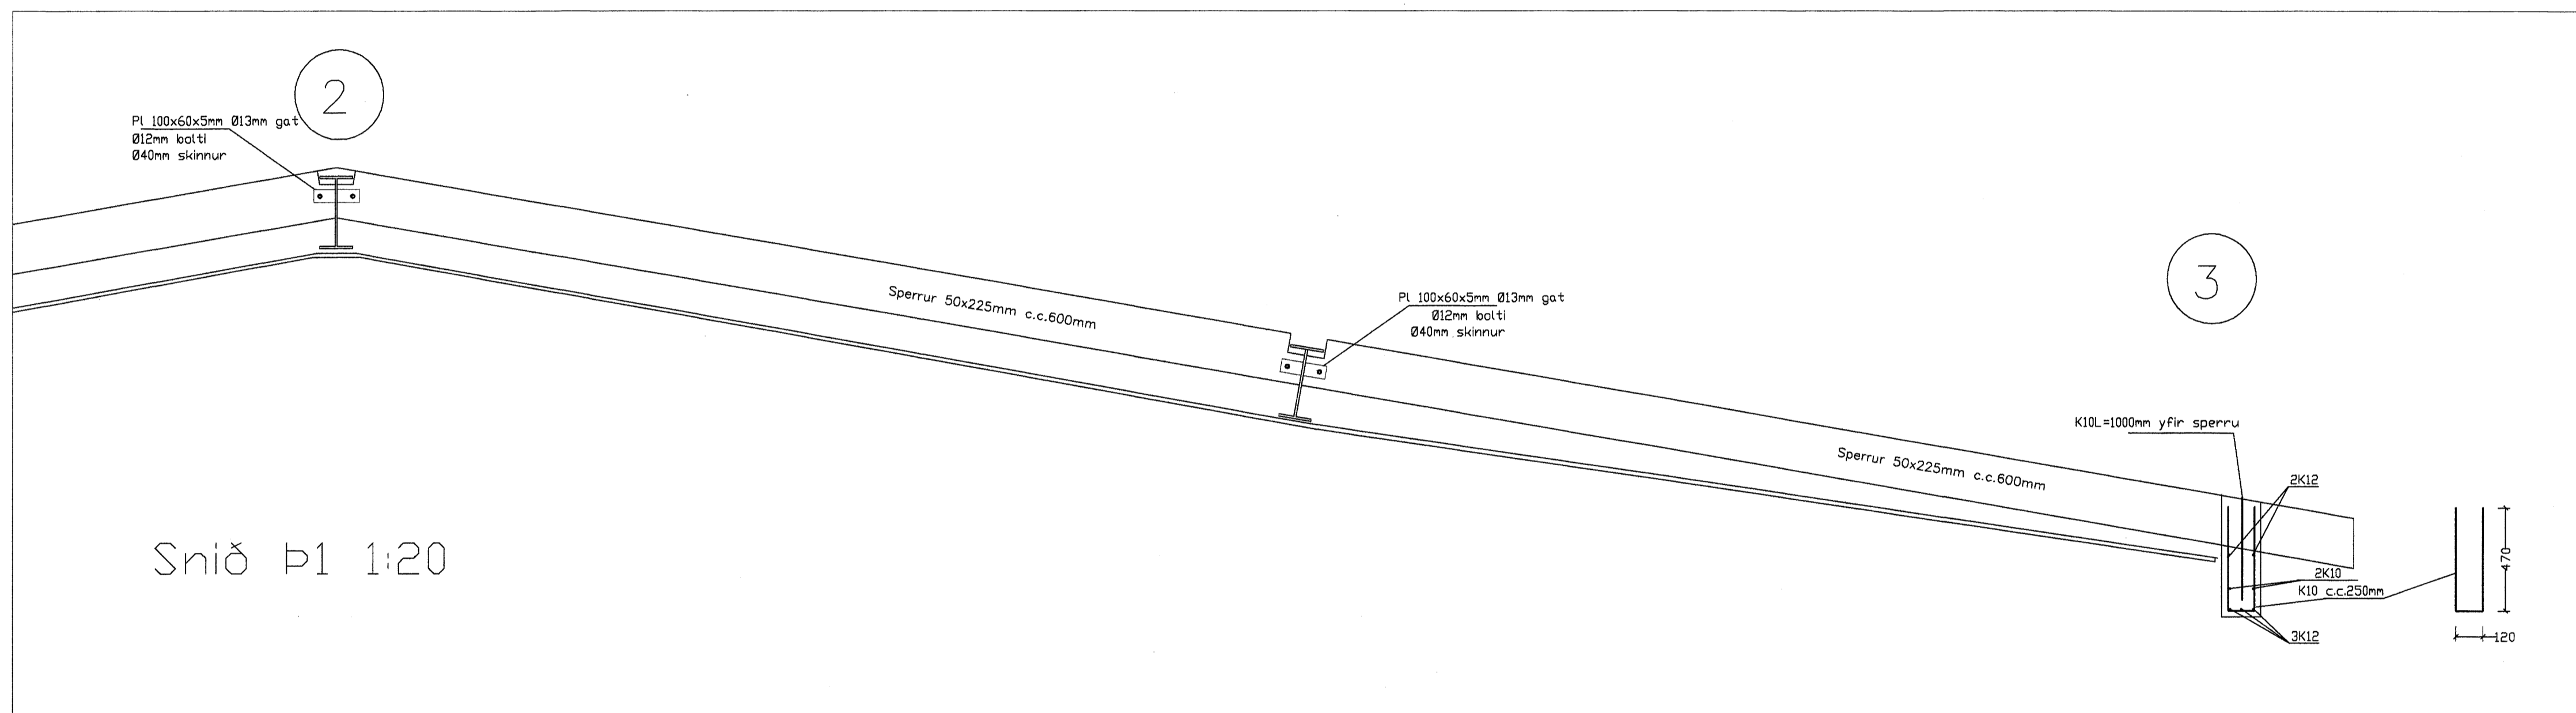 2
Pl 100x60x5mm Ø13mm gat
Ø12mm bolti
Ø40mm skinnur
3
Sperrur 50x225mm c.c.600mm
Pl 100x60x5mm Ø13mm gat
Ø12mm bolti
Ø40mm skinnur
K10L=1000mm yfir sperru
Sperrur 50x225mm c.c.600mm
2K12
470
2K10
K10 c.c.250mm
3K12
120
Snið Þ1 1:20